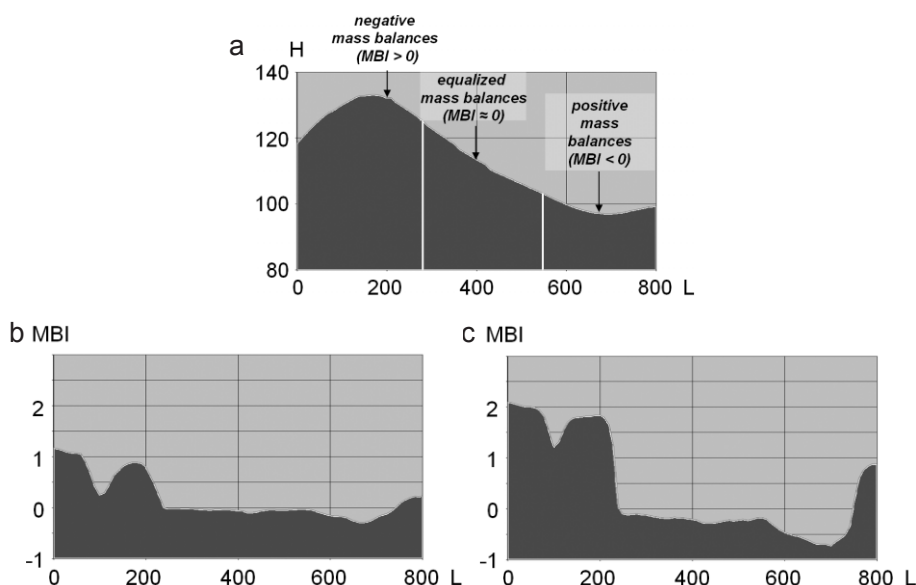 a H
negative
mass balances
(MBI > 0)
equalized
mass balances
(MBI ≈ 0)
positive
mass
balances
(MBI < 0)
140
120
100
80
0 200 400 600 800 L
b MBI
2
1
0
-1
0 200 400 600 800 L
c MBI
2
1
0
-1
0 200 400 600 800 L